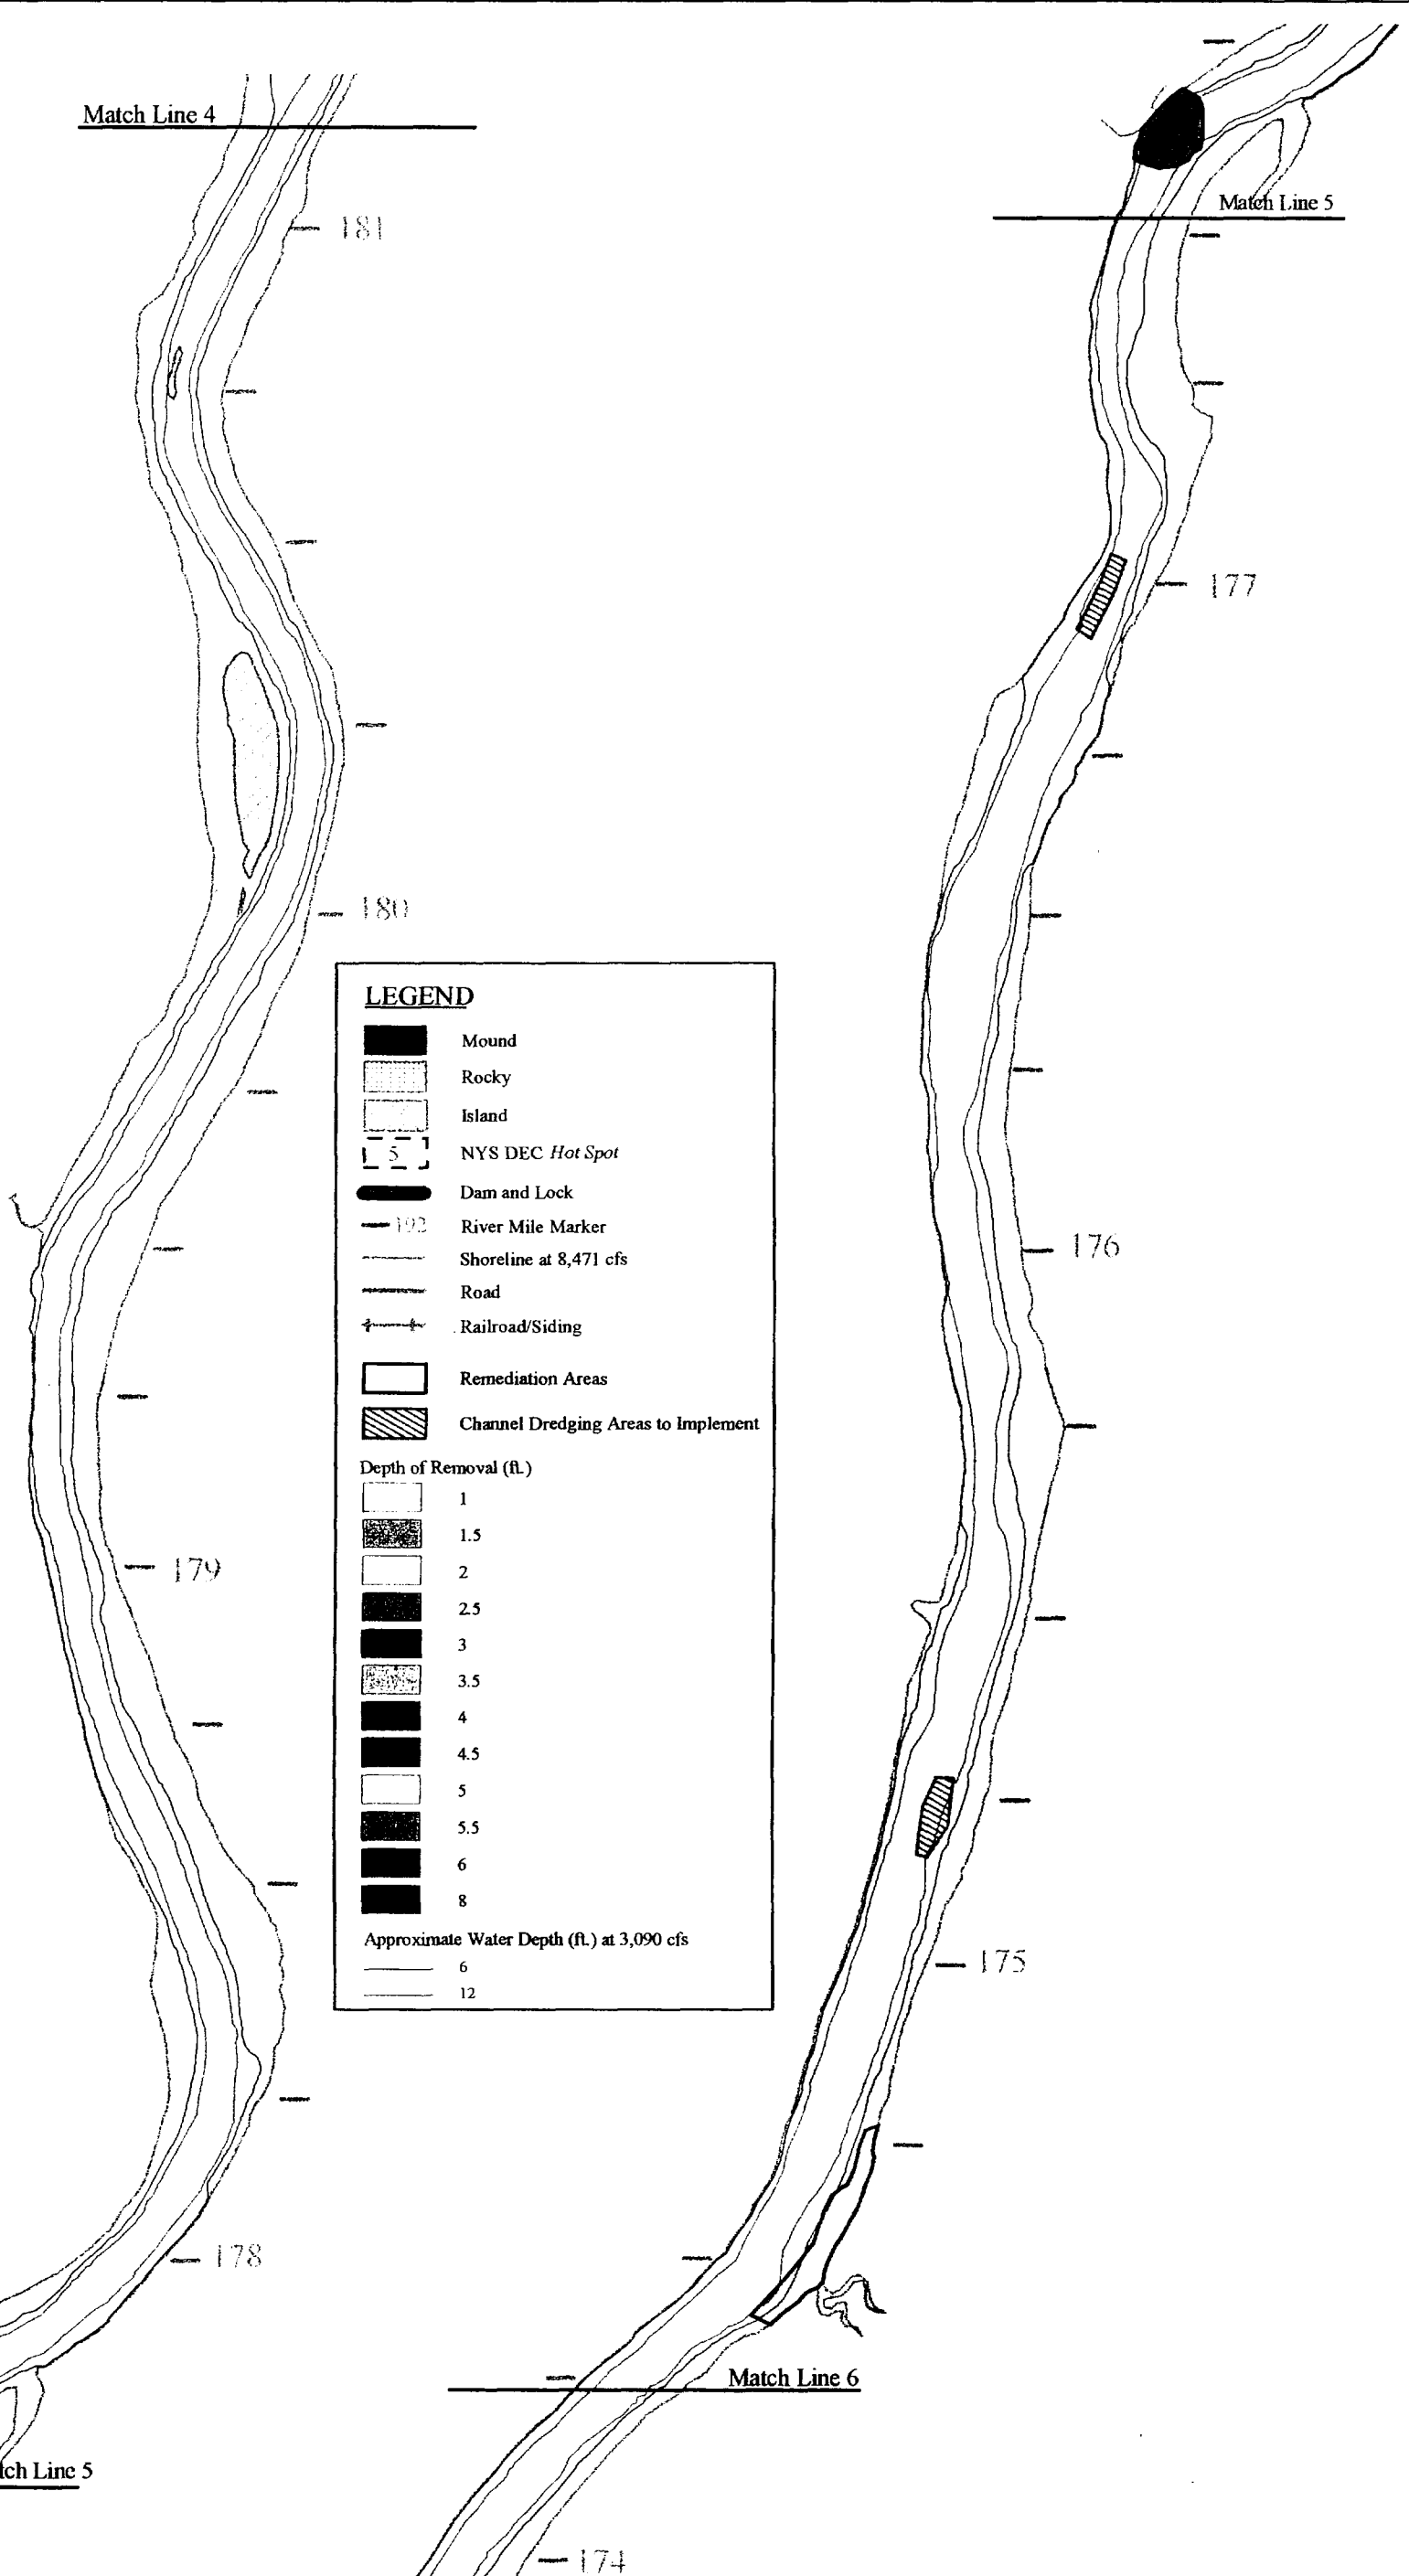 Match Line 4
181
180
179
178
tch Line 5
LEGEND
Mound
Rocky
Island
5 NYS DEC Hot Spot
Dam and Lock
192 River Mile Marker
Shoreline at 8,471 cfs
Road
Railroad/Siding
Remediation Areas
Channel Dredging Areas to Implement
Depth of Removal (ft.)
1
1.5
2
2.5
3
3.5
4
4.5
5
5.5
6
8
Approximate Water Depth (ft.) at 3,090 cfs
6
12
Match Line 5
177
176
175
Match Line 6
174